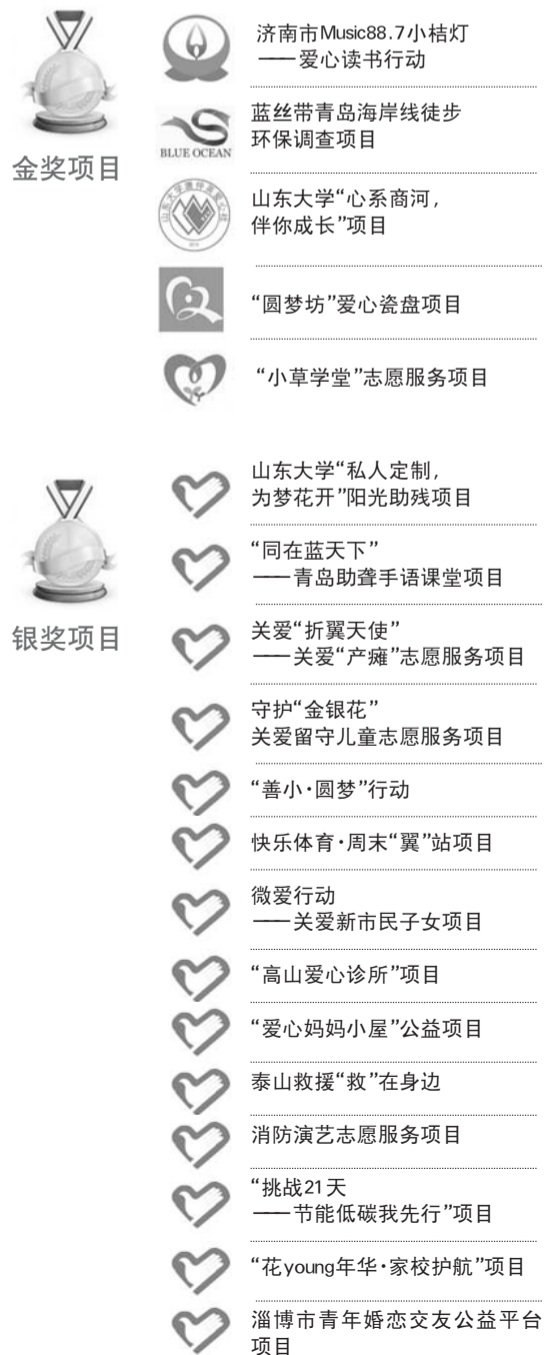 金奖项目
济南市Music88.7小桔灯
——爱心读书行动
BLUE OCEAN
蓝丝带青岛海岸线徒步
环保调查项目
山东大学“心系商河，
伴你成长”项目
“圆梦坊”爱心瓷盘项目
“小草学堂”志愿服务项目
银奖项目
山东大学“私人定制，
为梦花开”阳光助残项目
“同在蓝天下”
——青岛助聋手语课堂项目
关爱“折翼天使”
——关爱“产瘫”志愿服务项目
守护“金银花”
关爱留守儿童志愿服务项目
“善小·圆梦”行动
快乐体育·周末“翼”站项目
微爱行动
——关爱新市民子女项目
“高山爱心诊所”项目
“爱心妈妈小屋”公益项目
泰山救援“救”在身边
消防演艺志愿服务项目
“挑战21天
——节能低碳我先行”项目
“花young年华·家校护航”项目
淄博市青年婚恋交友公益平台
项目